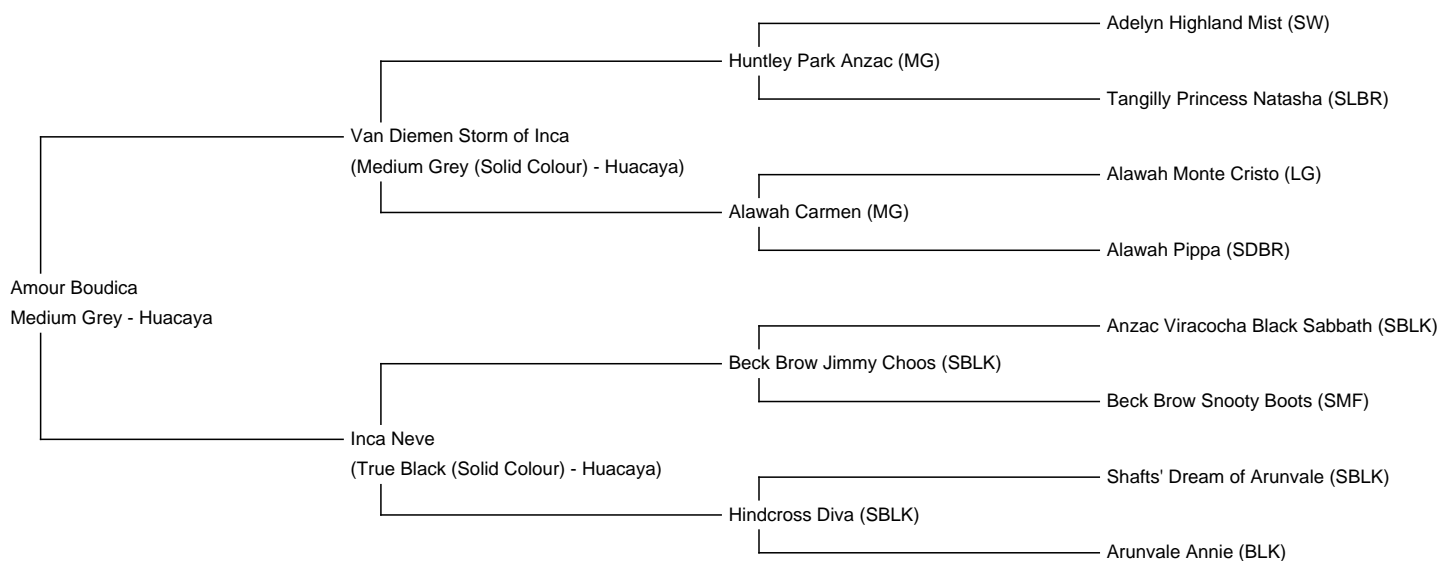 Adelyn Highland Mist (SW)
Huntley Park Anzac (MG)
Tangilly Princess Natasha (SLBR)
Van Diemen Storm of Inca
(Medium Grey (Solid Colour) - Huacaya)
Alawah Monte Cristo (LG)
Alawah Carmen (MG)
Alawah Pippa (SDBR)
Amour Boudica
Medium Grey - Huacaya
Anzac Viracocha Black Sabbath (SBLK)
Beck Brow Jimmy Choos (SBLK)
Beck Brow Snooty Boots (SMF)
Inca Neve
(True Black (Solid Colour) - Huacaya)
Shafts' Dream of Arunvale (SBLK)
Hindcross Diva (SBLK)
Arunvale Annie (BLK)